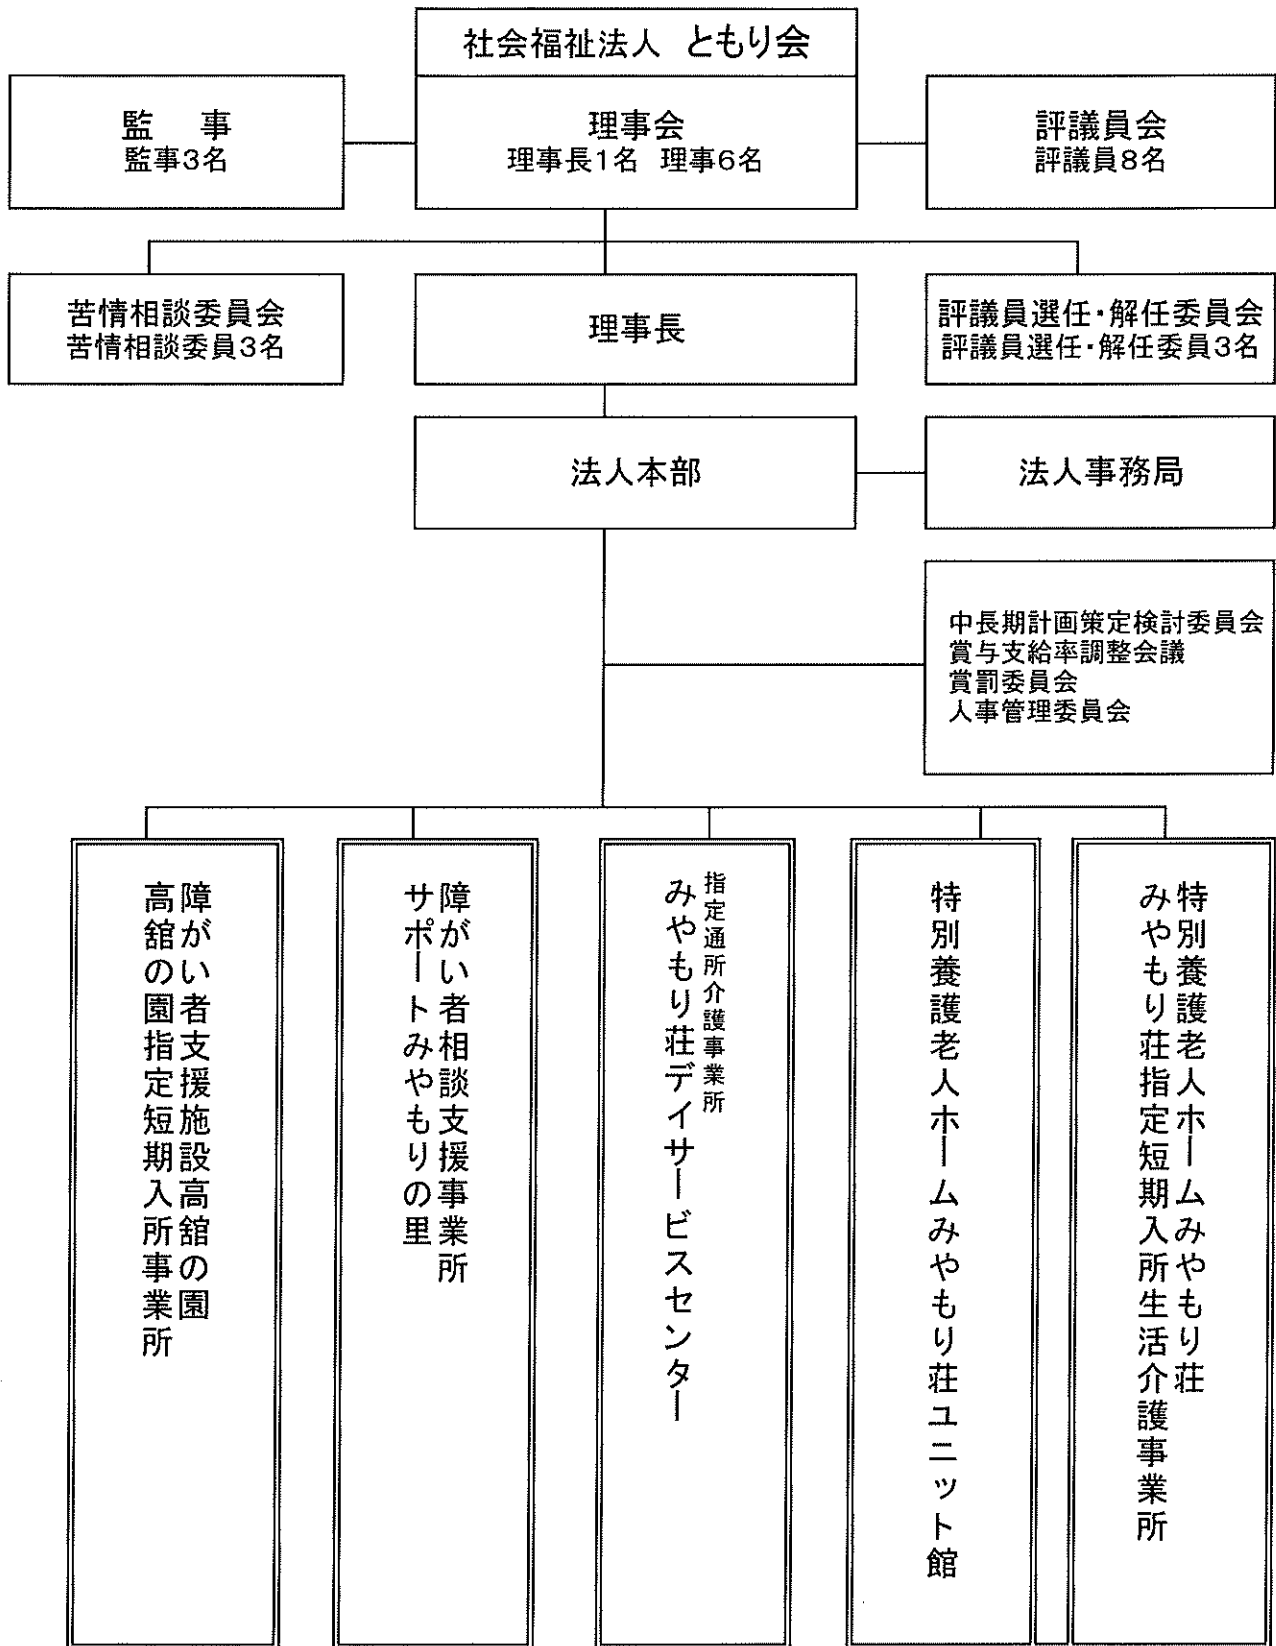 社会福祉法人 ともり会
監 事
監事3名
理事会
理事長1名 理事6名
評議員会
評議員8名
苦情相談委員会
苦情相談委員3名
理事長
評議員選任・解任委員会
評議員選任・解任委員3名
法人本部
法人事務局
中長期計画策定検討委員会
賞与支給率調整会議
賞罰委員会
人事管理委員会
特別養護老人ホームみやもり荘
みやもり荘指定短期入所生活介護事業所
特別養護老人ホームみやもり荘ユニット館
指定通所介護事業所
みやもり荘デイサービスセンター
障がい者相談支援事業所
サポートみやもりの里
障がい者支援施設高舘の園
高舘の園指定短期入所事業所